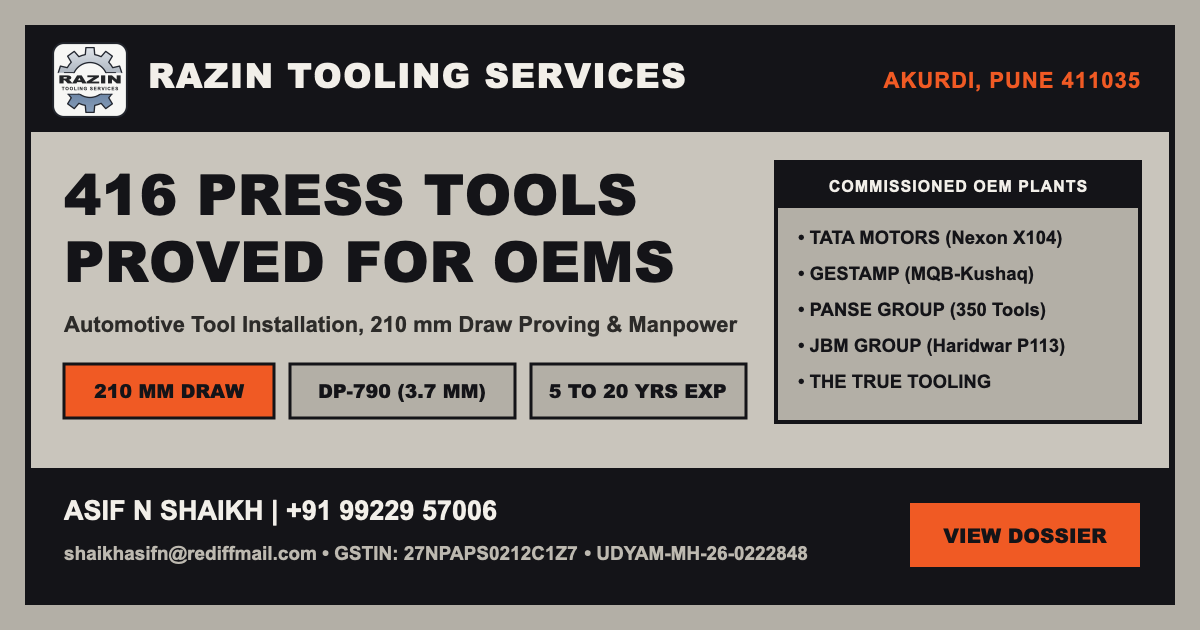 RAZIN
TOOLING SERVICES
RAZIN TOOLING SERVICES
AKURDI, PUNE 411035
416 PRESS TOOLS
PROVED FOR OEMS
Automotive Tool Installation, 210 mm Draw Proving & Manpower
210 MM DRAW
DP-790 (3.7 MM)
5 TO 20 YRS EXP
COMMISSIONED OEM PLANTS
• TATA MOTORS (Nexon X104)
• GESTAMP (MQB-Kushaq)
• PANSE GROUP (350 Tools)
• JBM GROUP (Haridwar P113)
• THE TRUE TOOLING
ASIF N SHAIKH | +91 99229 57006
shaikhasifn@rediffmail.com • GSTIN: 27NPAPS0212C1Z7 • UDYAM-MH-26-0222848
VIEW DOSSIER